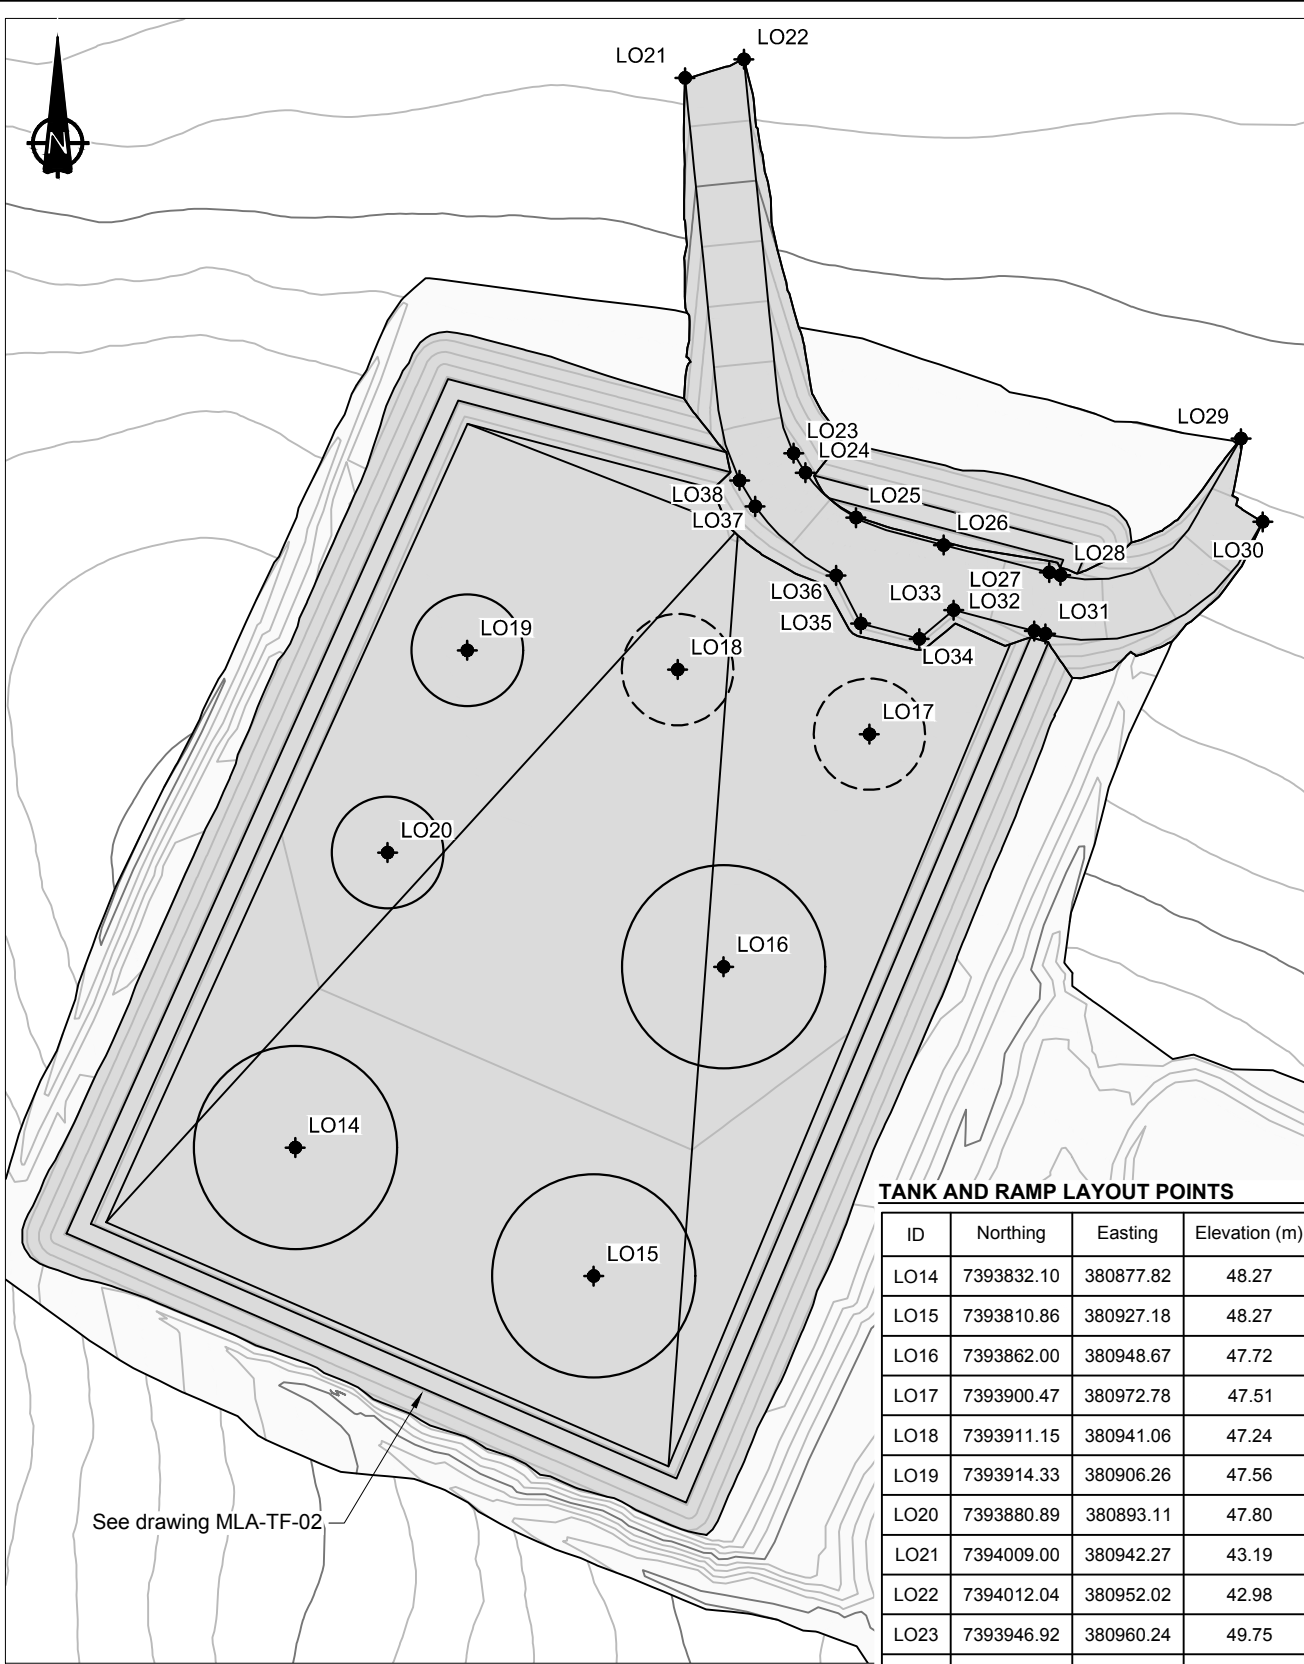 LO22
LO21
N
LO29
LO23
LO24
LO38
LO25
LO37
LO26
LO30
LO28
LO27
LO36
LO33
LO32
LO31
LO35
LO34
LO19
LO18
LO17
LO20
LO16
LO14
LO15
See drawing MLA-TF-02
TANK AND RAMP LAYOUT POINTS
ID Northing Easting Elevation (m)
LO14 7393832.10 380877.82 48.27
LO15 7393810.86 380927.18 48.27
LO16 7393862.00 380948.67 47.72
LO17 7393900.47 380972.78 47.51
LO18 7393911.15 380941.06 47.24
LO19 7393914.33 380906.26 47.56
LO20 7393880.89 380893.11 47.80
LO21 7394009.00 380942.27 43.19
LO22 7394012.04 380952.02 42.98
LO23 7393946.92 380960.24 49.75